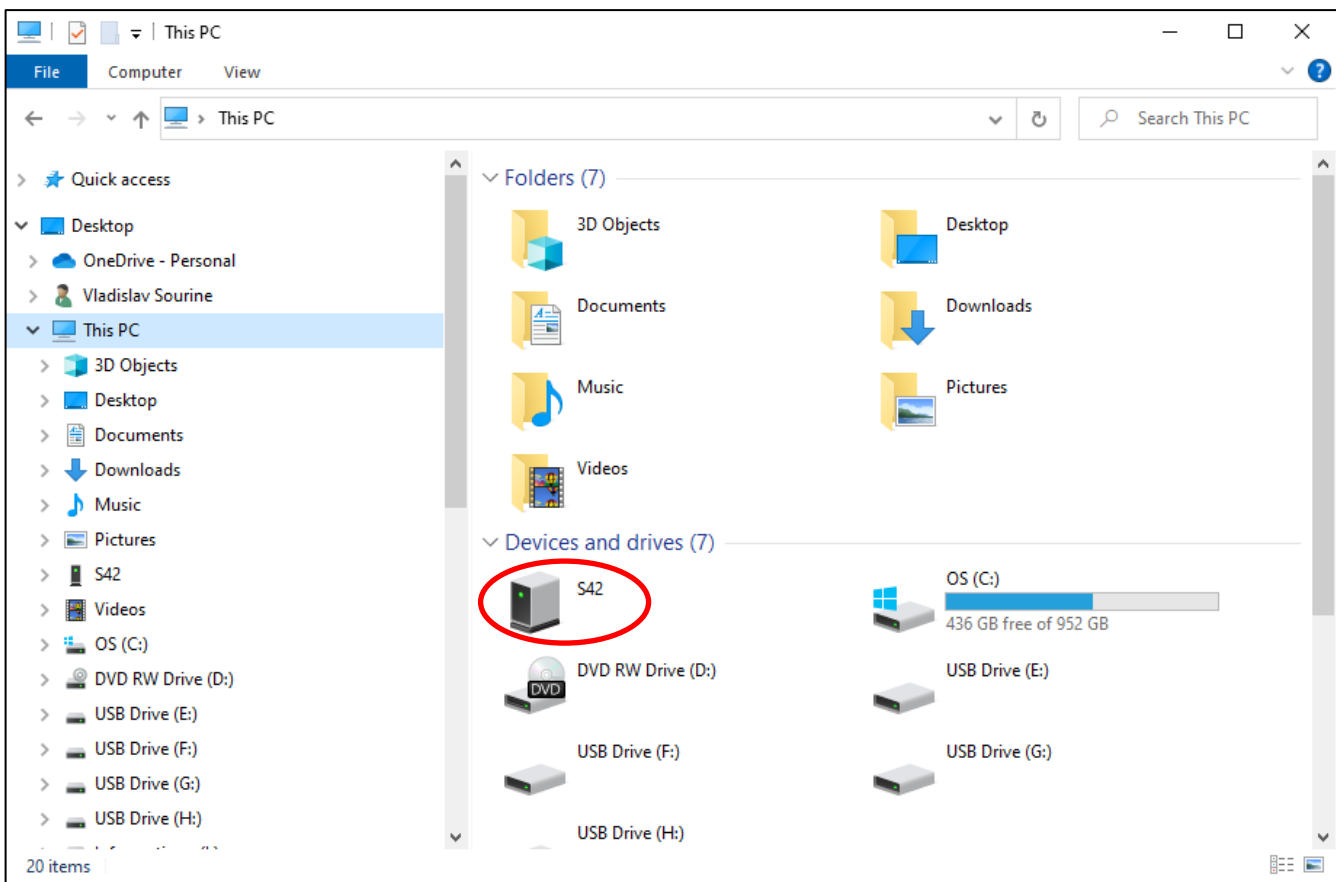 This PC
File Computer View
This PC
Search This PC
Quick access
Desktop
OneDrive - Personal
Vladislav Sourine
This PC
3D Objects
Desktop
Documents
Downloads
Music
Pictures
S42
Videos
OS (C:)
DVD RW Drive (D:)
USB Drive (E:)
USB Drive (F:)
USB Drive (G:)
USB Drive (H:)
Folders (7)
3D Objects
Desktop
Documents
Downloads
Music
Pictures
Videos
Devices and drives (7)
S42
OS (C:)
436 GB free of 952 GB
DVD RW Drive (D:)
DVD
USB Drive (E:)
USB Drive (F:)
USB Drive (G:)
USB Drive (H:)
20 items